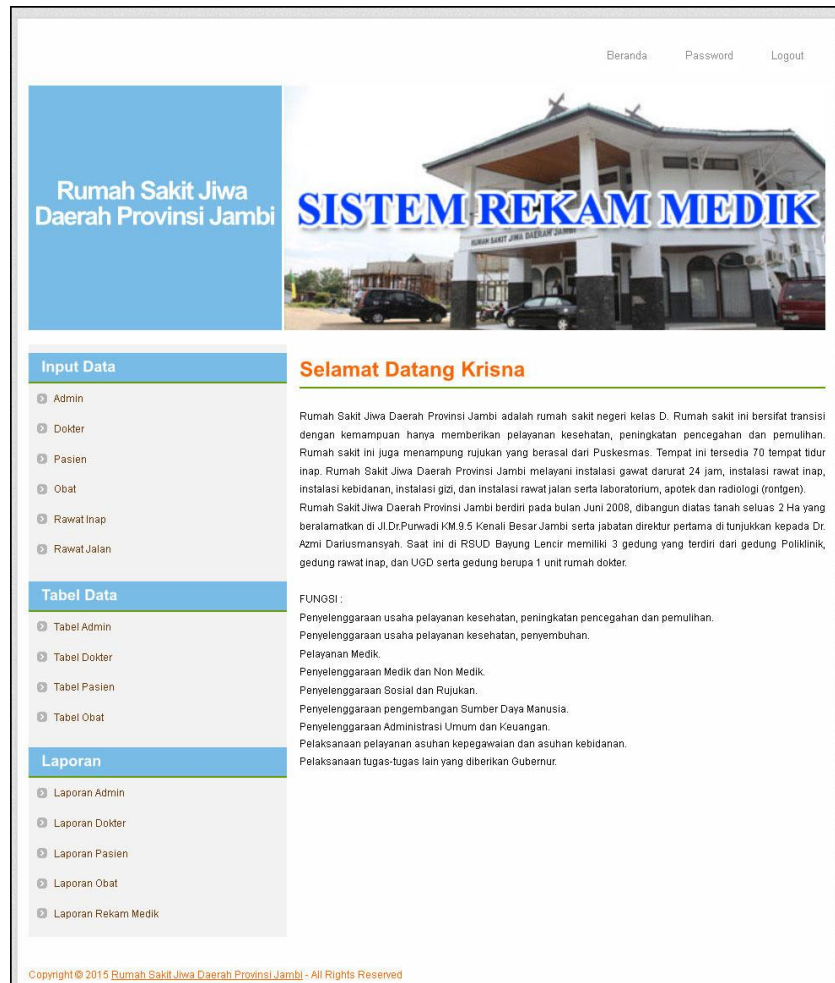 Beranda Password Logout
Rumah Sakit Jiwa
Daerah Provinsi Jambi
SISTEM REKAM MEDIK
RUMAH SAKIT JIWA DAERAH JAMBI
Input Data
Admin
Dokter
Pasien
Obat
Rawat Inap
Rawat Jalan
Tabel Data
Tabel Admin
Tabel Dokter
Tabel Pasien
Tabel Obat
Laporan
Laporan Admin
Laporan Dokter
Laporan Pasien
Laporan Obat
Laporan Rekam Medik
Selamat Datang Krisna
Rumah Sakit Jiwa Daerah Provinsi Jambi adalah rumah sakit negeri kelas D. Rumah sakit ini bersifat transisi
dengan kemampuan hanya memberikan pelayanan kesehatan, peningkatan pencegahan dan pemulihan.
Rumah sakit ini juga menampung rujukan yang berasal dari Puskesmas. Tempat ini tersedia 70 tempat tidur
inap. Rumah Sakit Jiwa Daerah Provinsi Jambi melayani instalasi gawat darurat 24 jam, instalasi rawat inap,
instalasi kebidanan, instalasi gizi, dan instalasi rawat jalan serta laboratorium, apotek dan radiologi (rontgen).
Rumah Sakit Jiwa Daerah Provinsi Jambi berdiri pada bulan Juni 2008, dibangun diatas tanah seluas 2 Ha yang
beralamatkan di Jl.Dr.Purwadi KM.9.5 Kenali Besar Jambi serta jabatan direktur pertama di tunjukkan kepada Dr.
Azmi Dariusmansyah. Saat ini di RSUD Bayung Lencir memiliki 3 gedung yang terdiri dari gedung Poliklinik,
gedung rawat inap, dan UGD serta gedung berupa 1 unit rumah dokter.
FUNGSI :
Penyelenggaraan usaha pelayanan kesehatan, peningkatan pencegahan dan pemulihan.
Penyelenggaraan usaha pelayanan kesehatan, penyembuhan.
Pelayanan Medik.
Penyelenggaraan Medik dan Non Medik.
Penyelenggaraan Sosial dan Rujukan.
Penyelenggaraan pengembangan Sumber Daya Manusia.
Penyelenggaraan Administrasi Umum dan Keuangan.
Pelaksanaan pelayanan asuhan kepegawaian dan asuhan kebidanan.
Pelaksanaan tugas-tugas lain yang diberikan Gubernur.
Copyright © 2015 Rumah Sakit Jiwa Daerah Provinsi Jambi - All Rights Reserved